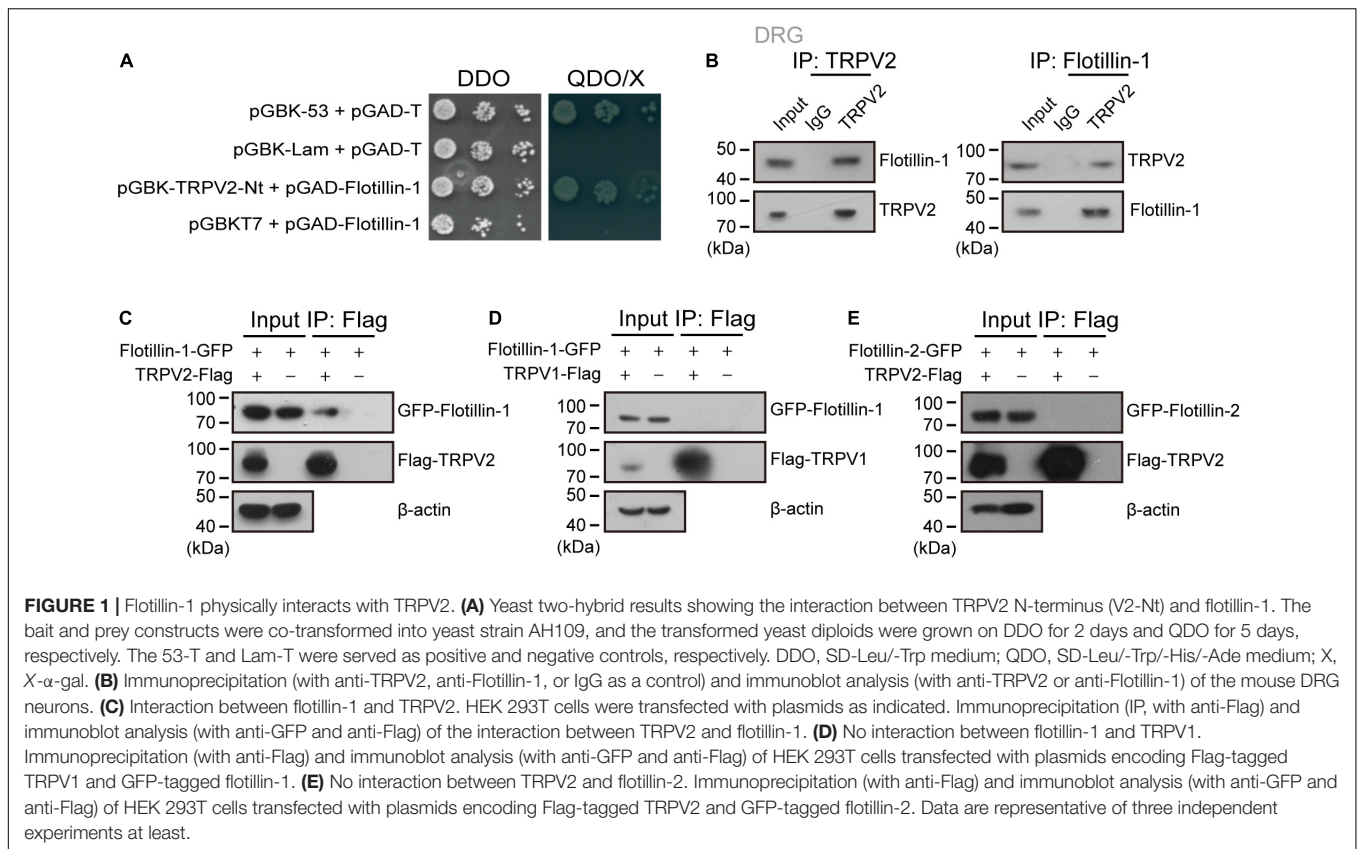 A
DDO QDO/X
pGBK-53 + pGAD-T
pGBK-Lam + pGAD-T
pGBK-TRPV2-Nt + pGAD-Flotillin-1
pGBKT7 + pGAD-Flotillin-1
DRG
B
IP: TRPV2
Input IgG TRPV2
50
40
Flotillin-1
100
70
TRPV2
(kDa)
IP: Flotillin-1
Input IgG TRPV2
100
70
TRPV2
50
40
Flotillin-1
(kDa)
C
Input IP: Flag
Flotillin-1-GFP + + + +
TRPV2-Flag + − + −
100
70
GFP-Flotillin-1
100
70
Flag-TRPV2
50
40
β-actin
(kDa)
D
Input IP: Flag
Flotillin-1-GFP + + + +
TRPV1-Flag + − + −
100
70
GFP-Flotillin-1
100
70
Flag-TRPV1
50
40
β-actin
(kDa)
E
Input IP: Flag
Flotillin-2-GFP + + + +
TRPV2-Flag + − + −
100
70
GFP-Flotillin-2
100
70
Flag-TRPV2
50
40
β-actin
(kDa)
FIGURE 1 | Flotillin-1 physically interacts with TRPV2. (A) Yeast two-hybrid results showing the interaction between TRPV2 N-terminus (V2-Nt) and flotillin-1. The
bait and prey constructs were co-transformed into yeast strain AH109, and the transformed yeast diploids were grown on DDO for 2 days and QDO for 5 days,
respectively. The 53-T and Lam-T were served as positive and negative controls, respectively. DDO, SD-Leu/-Trp medium; QDO, SD-Leu/-Trp/-His/-Ade medium; X,
X-α-gal. (B) Immunoprecipitation (with anti-TRPV2, anti-Flotillin-1, or IgG as a control) and immunoblot analysis (with anti-TRPV2 or anti-Flotillin-1) of the mouse DRG
neurons. (C) Interaction between flotillin-1 and TRPV2. HEK 293T cells were transfected with plasmids as indicated. Immunoprecipitation (IP, with anti-Flag) and
immunoblot analysis (with anti-GFP and anti-Flag) of the interaction between TRPV2 and flotillin-1. (D) No interaction between flotillin-1 and TRPV1.
Immunoprecipitation (with anti-Flag) and immunoblot analysis (with anti-GFP and anti-Flag) of HEK 293T cells transfected with plasmids encoding Flag-tagged
TRPV1 and GFP-tagged flotillin-1. (E) No interaction between TRPV2 and flotillin-2. Immunoprecipitation (with anti-Flag) and immunoblot analysis (with anti-GFP and
anti-Flag) of HEK 293T cells transfected with plasmids encoding Flag-tagged TRPV2 and GFP-tagged flotillin-2. Data are representative of three independent
experiments at least.